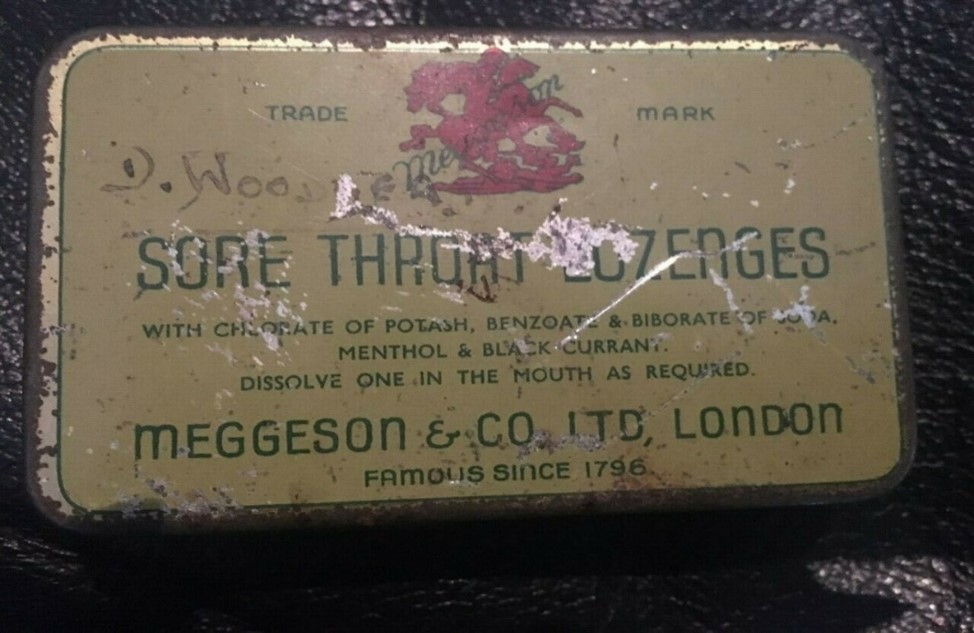 TRADE MARK
Meggeson
D.
SORE THROAT LOZENGES
WITH CHLORATE OF POTASH, BENZOATE & BIBORATE OF SODA,
MENTHOL & BLACK CURRANT.
DISSOLVE ONE IN THE MOUTH AS REQUIRED.
MEGGESON & CO. LTD, LONDON
FAMOUS SINCE 1796.